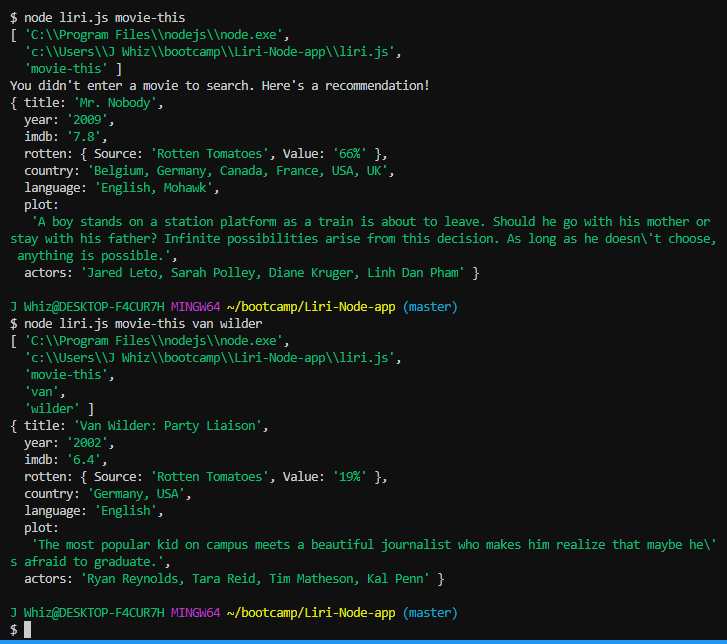 $ node liri.js movie-this
[ 'C:\\Program Files\\nodejs\\node.exe',
  'c:\\Users\\J Whiz\\bootcamp\\Liri-Node-app\\liri.js',
  'movie-this' ]
You didn't enter a movie to search. Here's a recommendation!
{ title: 'Mr. Nobody',
  year: '2009',
  imdb: '7.8',
  rotten: { Source: 'Rotten Tomatoes', Value: '66%' },
  country: 'Belgium, Germany, Canada, France, USA, UK',
  language: 'English, Mohawk',
  plot:
   'A boy stands on a station platform as a train is about to leave. Should he go with his mother or
stay with his father? Infinite possibilities arise from this decision. As long as he doesn\'t choose,
 anything is possible.',
  actors: 'Jared Leto, Sarah Polley, Diane Kruger, Linh Dan Pham' }

J Whiz@DESKTOP-F4CUR7H MINGW64 ~/bootcamp/Liri-Node-app (master)
$ node liri.js movie-this van wilder
[ 'C:\\Program Files\\nodejs\\node.exe',
  'c:\\Users\\J Whiz\\bootcamp\\Liri-Node-app\\liri.js',
  'movie-this',
  'van',
  'wilder' ]
{ title: 'Van Wilder: Party Liaison',
  year: '2002',
  imdb: '6.4',
  rotten: { Source: 'Rotten Tomatoes', Value: '19%' },
  country: 'Germany, USA',
  language: 'English',
  plot:
   'The most popular kid on campus meets a beautiful journalist who makes him realize that maybe he\'
s afraid to graduate.',
  actors: 'Ryan Reynolds, Tara Reid, Tim Matheson, Kal Penn' }

J Whiz@DESKTOP-F4CUR7H MINGW64 ~/bootcamp/Liri-Node-app (master)
$